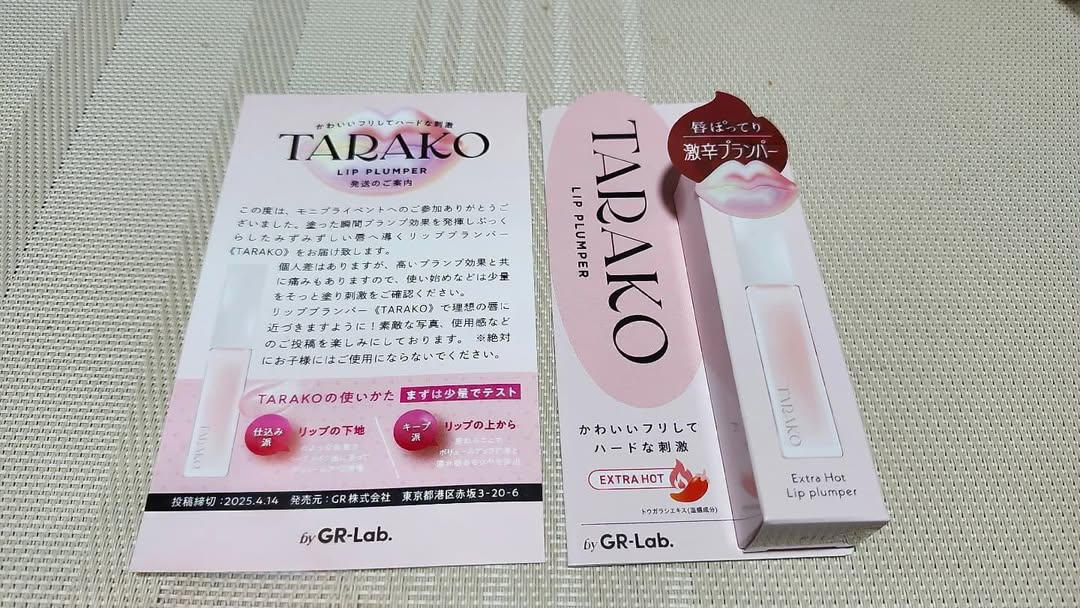 かわいいフリしてハードな刺激
TARAKO
LIP PLUMPER
発送のご案内
この度は、モニプライベントへのご参加ありがとうご
ざいました。塗った瞬間プランプ効果を発揮しぷっく
らしたみずみずしい唇へ導くリッププランパー
《TARAKO》をお届け致します。
個人差はありますが、高いプランプ効果と共
に痛みもありますので、使い始めなどは少量
をそっと塗り刺激をご確認ください。
リッププランパー《TARAKO》で理想の唇に
近づきますように！素敵な写真、使用感など
のご投稿を楽しみにしております。 ※絶対
にお子様にはご使用にならないでください。
TARAKOの使いかた まずは少量でテスト
仕込み派
リップの下地
キープ派
リップの上から
TARAKO
投稿締切：2025.4.14 発売元：GR株式会社 東京都港区赤坂3-20-6
by GR-Lab.
TARAKO
LIP PLUMPER
唇ぽってり
激辛プランパー
かわいいフリして
ハードな刺激
EXTRA HOT
トウガラシエキス(温感成分)
by GR-Lab.
TARAKO
Extra Hot
Lip plumper